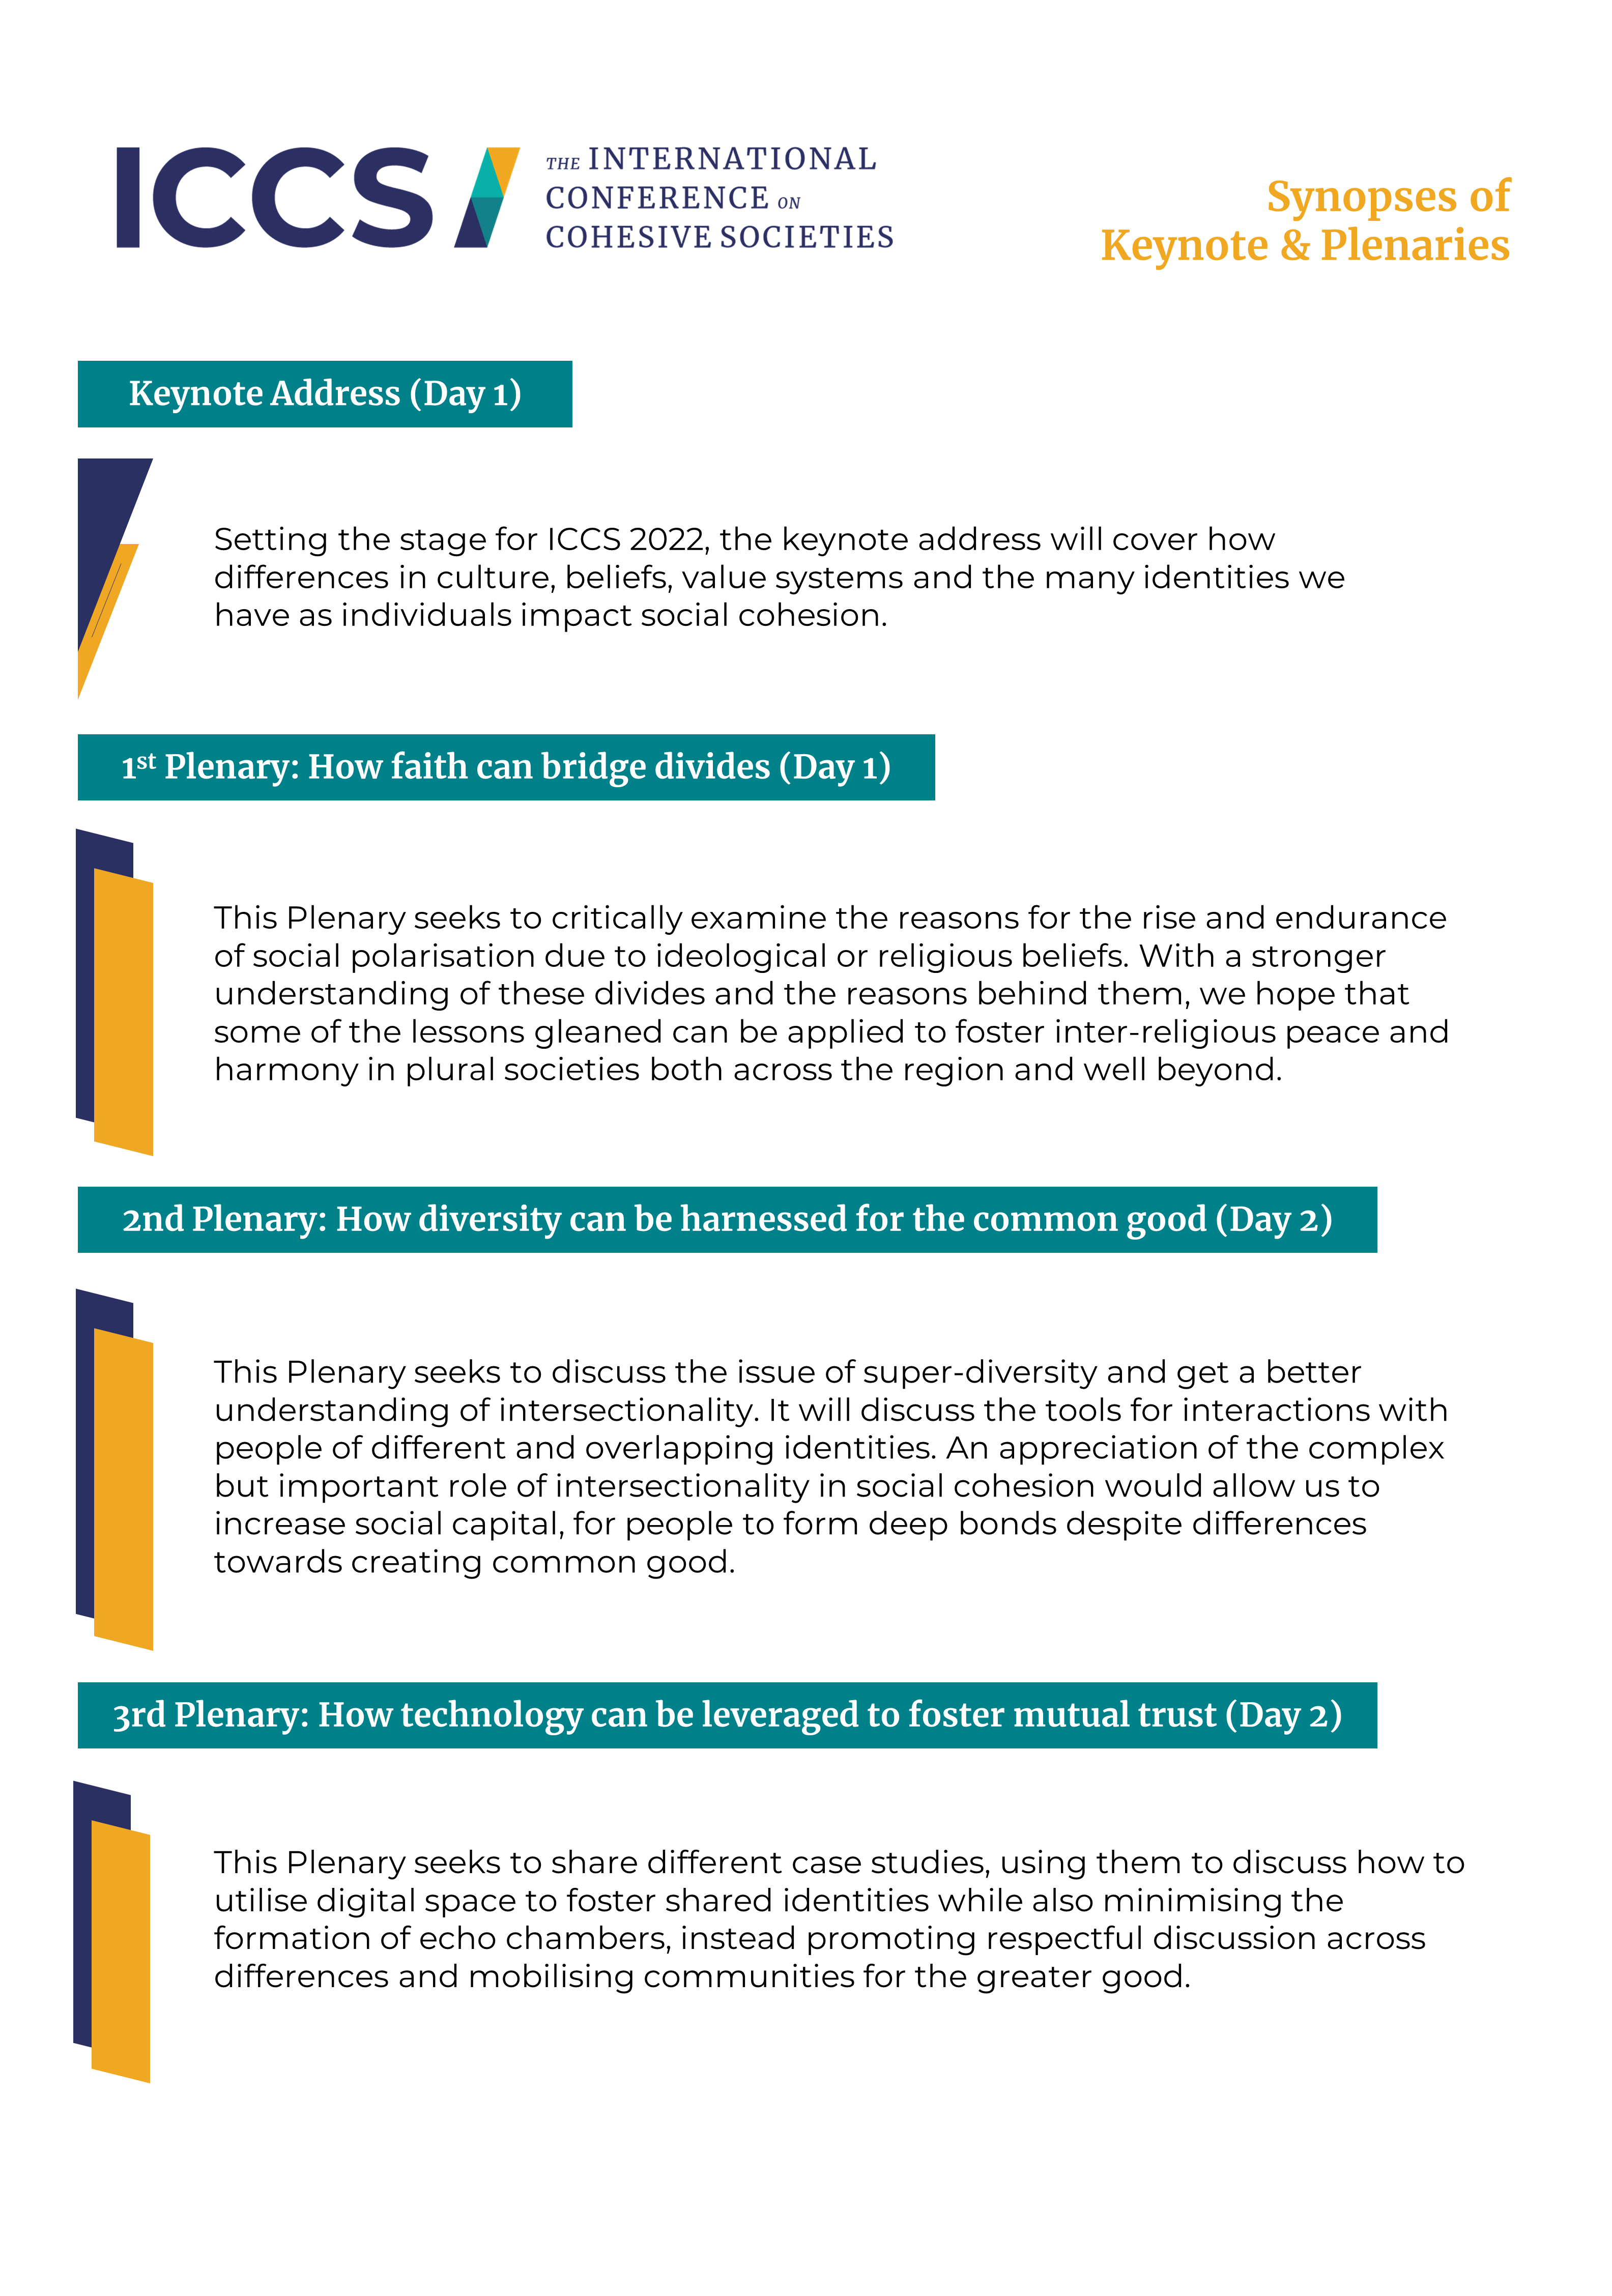 ICCS
THE INTERNATIONAL
CONFERENCE ON
COHESIVE SOCIETIES
Synopses of
Keynote & Plenaries
Keynote Address (Day 1)
Setting the stage for ICCS 2022, the keynote address will cover how
differences in culture, beliefs, value systems and the many identities we
have as individuals impact social cohesion.
1st Plenary: How faith can bridge divides (Day 1)
This Plenary seeks to critically examine the reasons for the rise and endurance
of social polarisation due to ideological or religious beliefs. With a stronger
understanding of these divides and the reasons behind them, we hope that
some of the lessons gleaned can be applied to foster inter-religious peace and
harmony in plural societies both across the region and well beyond.
2nd Plenary: How diversity can be harnessed for the common good (Day 2)
This Plenary seeks to discuss the issue of super-diversity and get a better
understanding of intersectionality. It will discuss the tools for interactions with
people of different and overlapping identities. An appreciation of the complex
but important role of intersectionality in social cohesion would allow us to
increase social capital, for people to form deep bonds despite differences
towards creating common good.
3rd Plenary: How technology can be leveraged to foster mutual trust (Day 2)
This Plenary seeks to share different case studies, using them to discuss how to
utilise digital space to foster shared identities while also minimising the
formation of echo chambers, instead promoting respectful discussion across
differences and mobilising communities for the greater good.